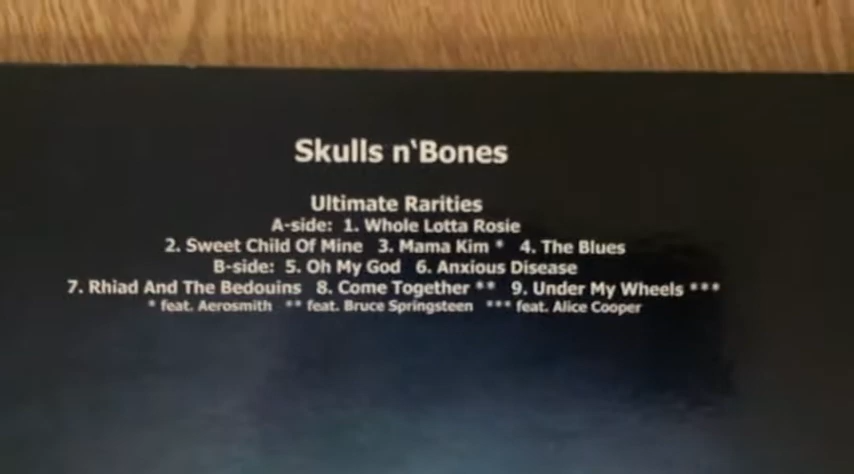 Skulls n'Bones
Ultimate Rarities
A-side: 1. Whole Lotta Rosie
2. Sweet Child Of Mine 3. Mama Kim * 4. The Blues
B-side: 5. Oh My God 6. Anxious Disease
7. Rhiad And The Bedouins 8. Come Together ** 9. Under My Wheels ***
* feat. Aerosmith ** feat. Bruce Springsteen *** feat. Alice Cooper